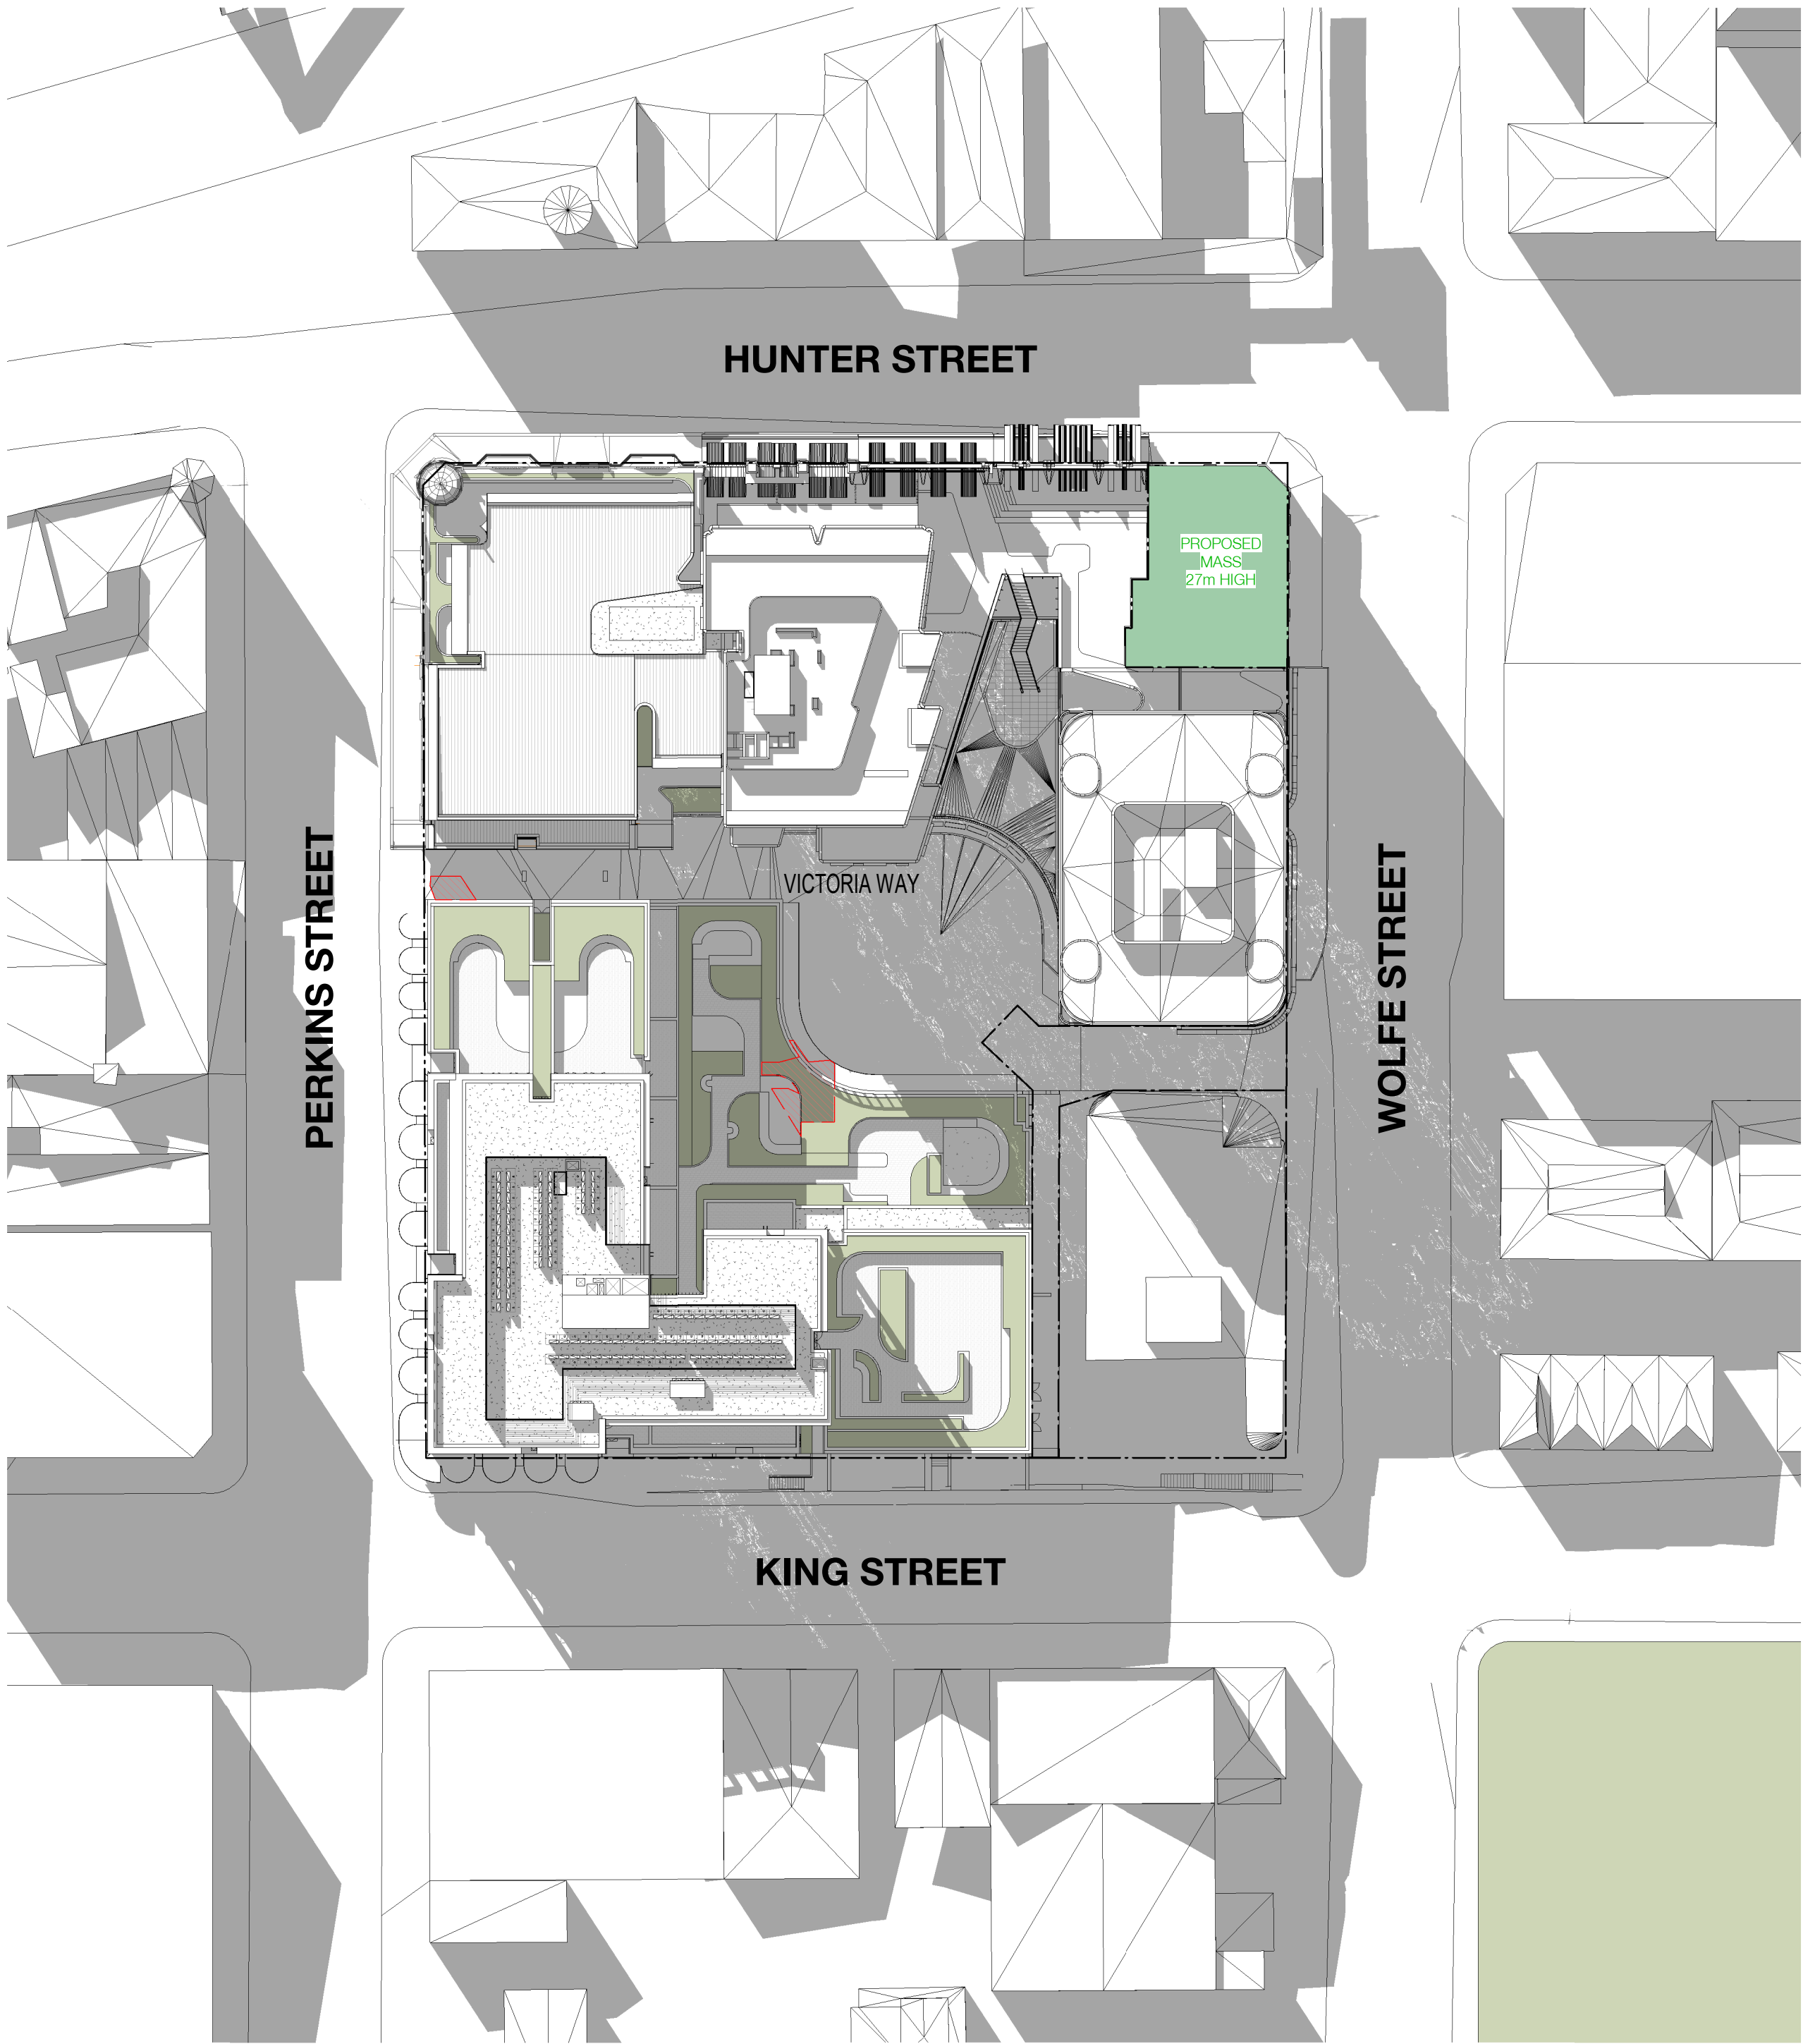 HUNTER STREET
PROPOSED
MASS
27m HIGH
PERKINS STREET
VICTORIA WAY
WOLFE STREET
KING STREET